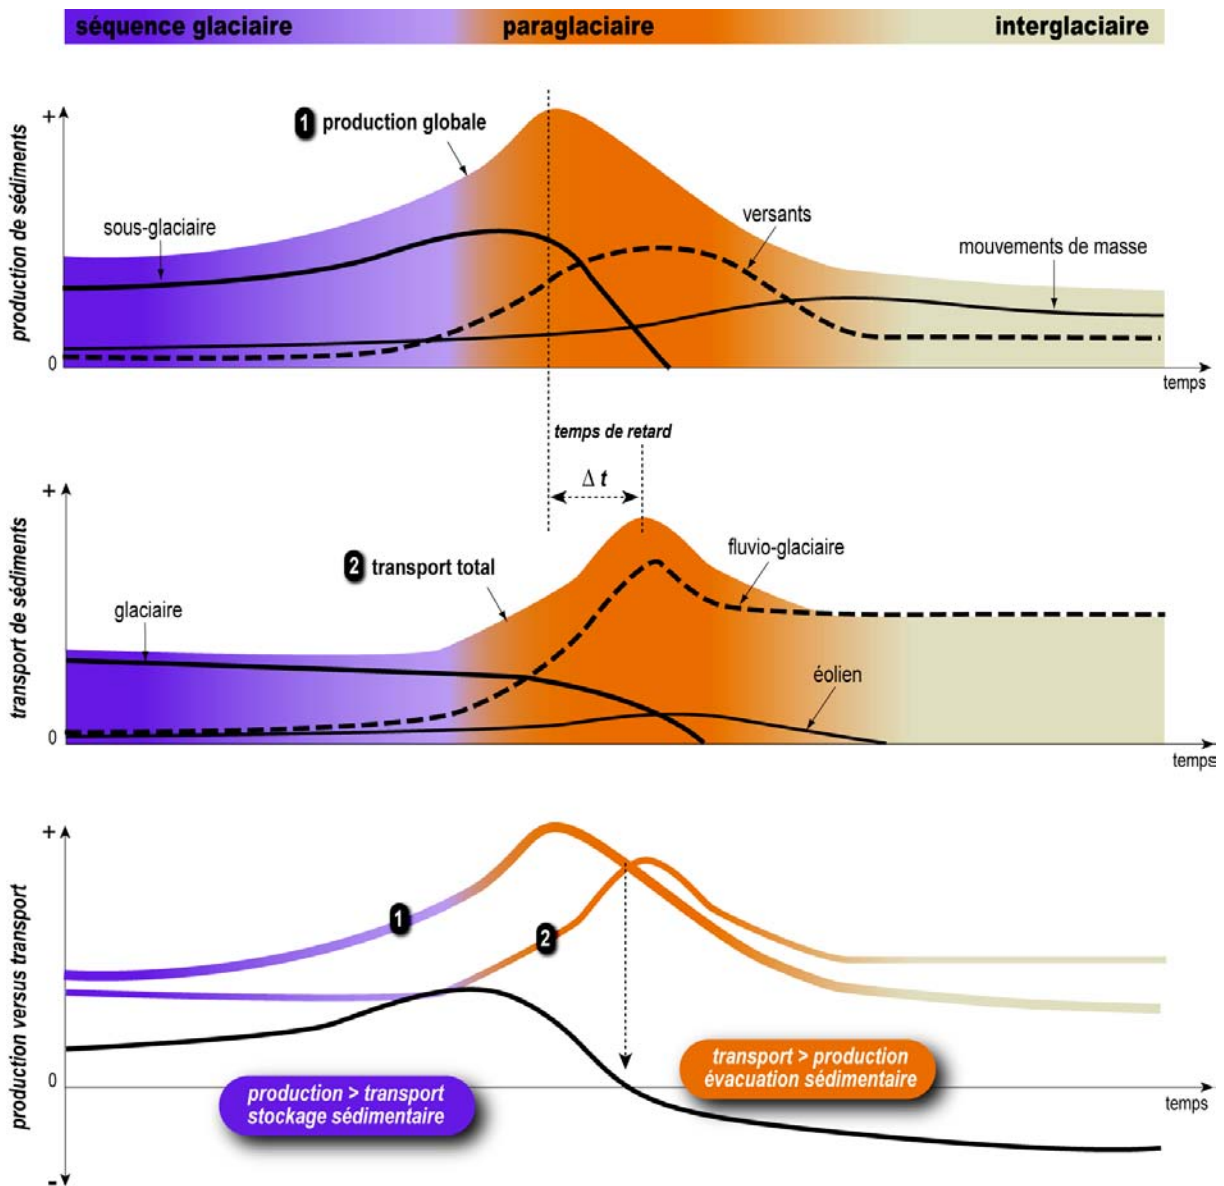 séquence glaciaire paraglaciaire interglaciaire
+
1 production globale
production de sédiments
sous-glaciaire
versants
mouvements de masse
0
temps
temps de retard
Δ t
+
2 transport total
fluvio-glaciaire
transport de sédiments
glaciaire
éolien
0
temps
+
production versus transport
1
2
0
production > transport
stockage sédimentaire
transport > production
évacuation sédimentaire
temps
-